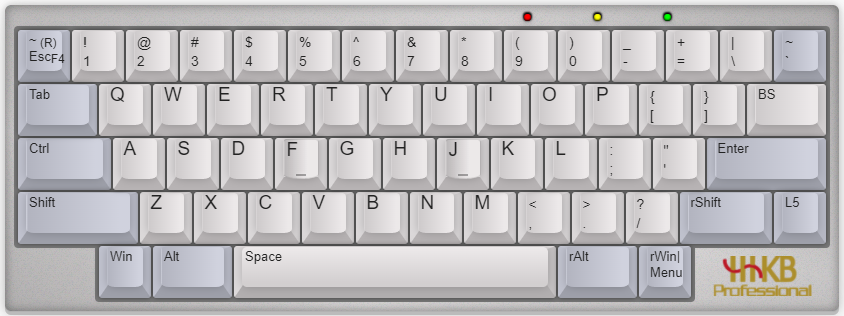 ~ (R) ! @ # $ % ^ & * ( ) _ + | ~
Esc F4 1 2 3 4 5 6 7 8 9 0 - = \ `
Tab Q W E R T Y U I O P { } BS
[ ]
Ctrl A S D F G H J K L : " Enter
_ _ ; '
Shift Z X C V B N M < > ? rShift L5
, . /
Win Alt Space rAlt rWin|
Menu
HHKB
Professional